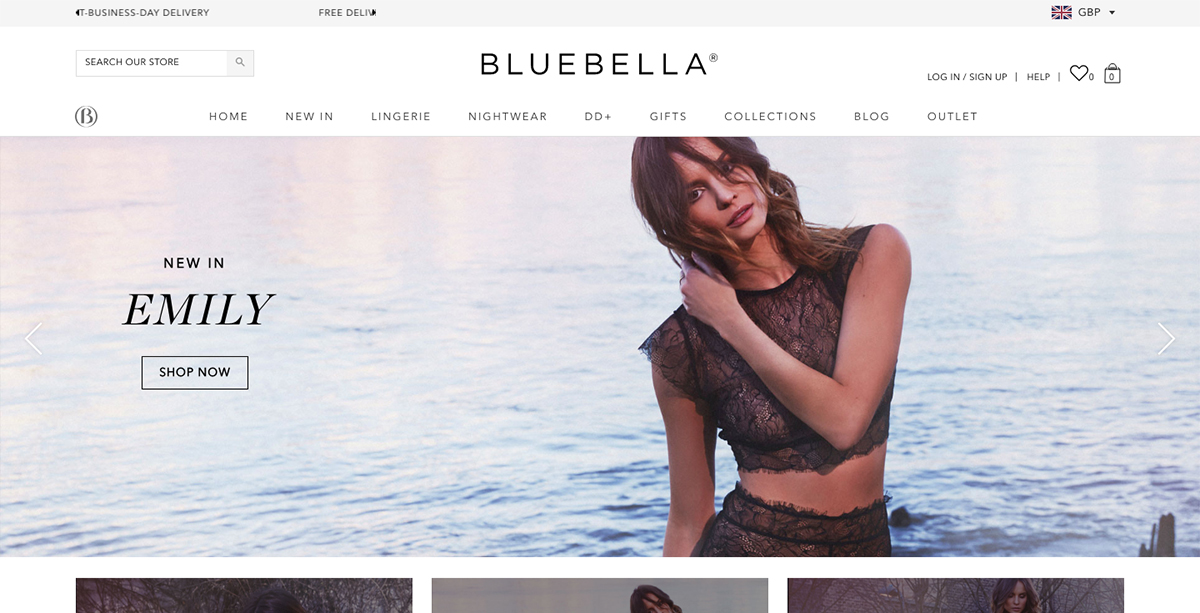 T-BUSINESS-DAY DELIVERY
FREE DELIV
GBP
SEARCH OUR STORE
BLUEBELLA®
LOG IN / SIGN UP | HELP | 0 0
B
HOME NEW IN LINGERIE NIGHTWEAR DD+ GIFTS COLLECTIONS BLOG OUTLET
NEW IN
EMILY
SHOP NOW